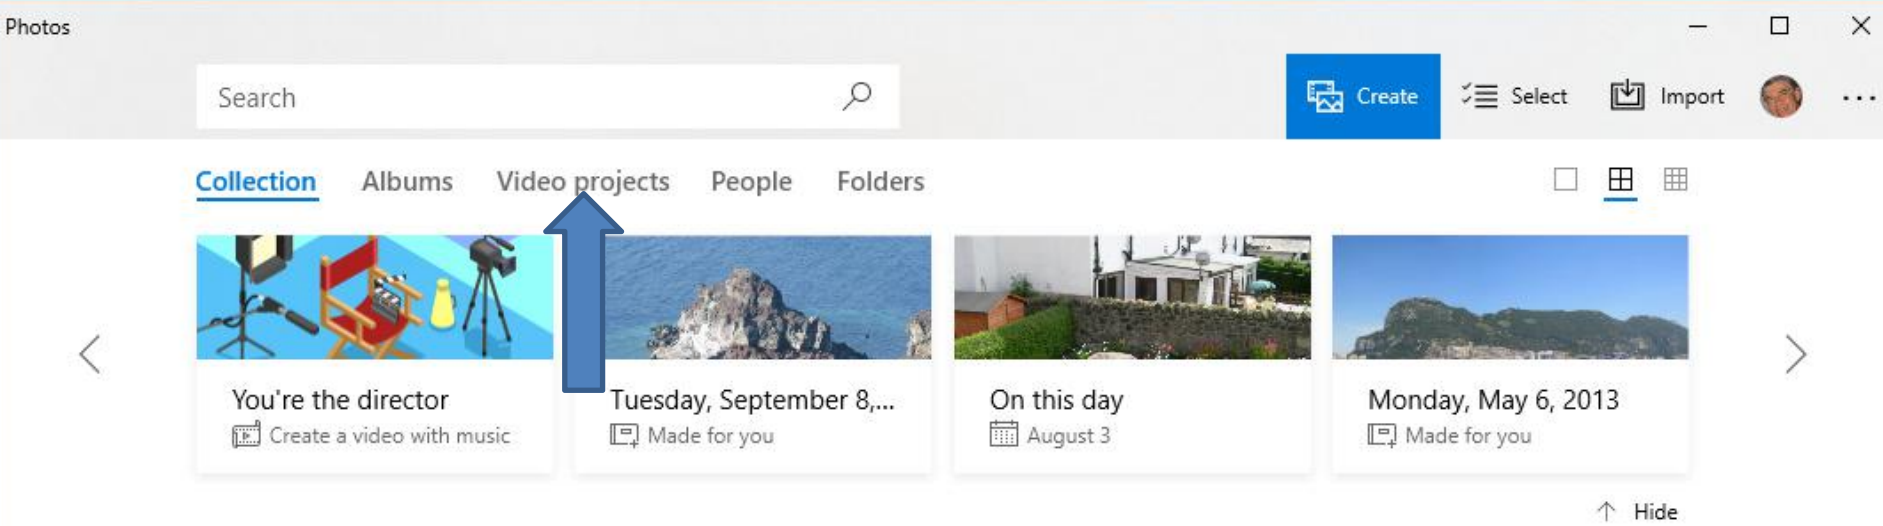 Photos
Search
Create
Select
Import
Collection
Albums
Video projects
People
Folders
You're the director
Create a video with music
Tuesday, September 8,...
Made for you
On this day
August 3
Monday, May 6, 2013
Made for you
Hide